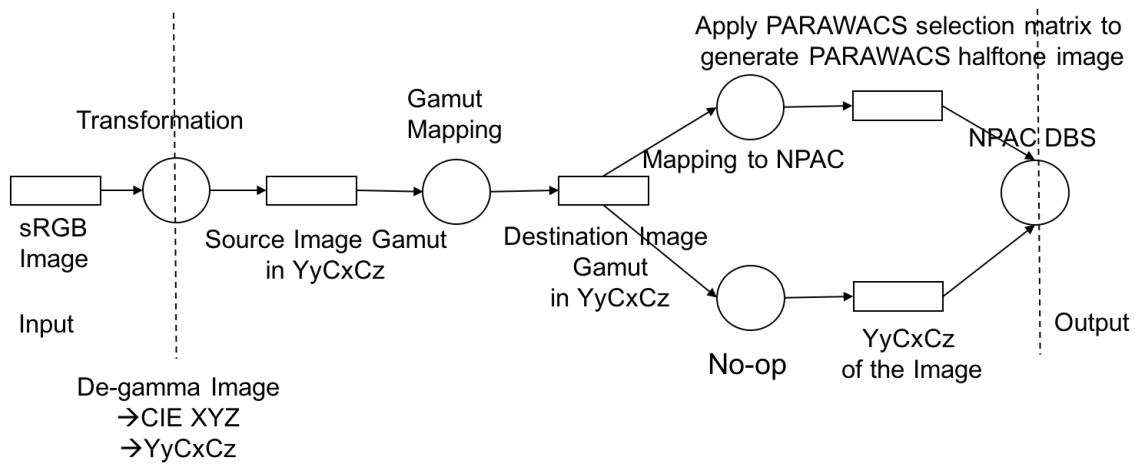 Apply PARAWACS selection matrix to
generate PARAWACS halftone image
Gamut
Mapping
Transformation
NPAC DBS
Mapping to NPAC
sRGB
Image
Source Image Gamut
in YyCxCz
Destination Image
Gamut
in YyCxCz
Input
Output
YyCxCz
of the Image
No-op
De-gamma Image
→CIE XYZ
→YyCxCz